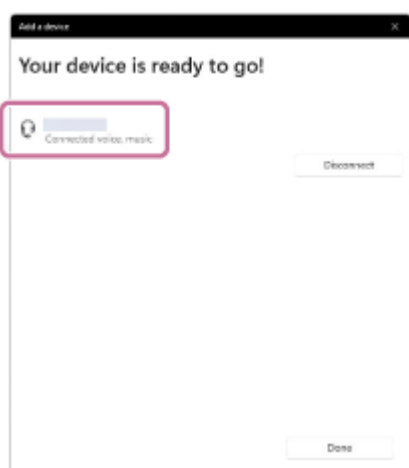 Add a device
Your device is ready to go!
Connected voice, music
Disconnect
Done